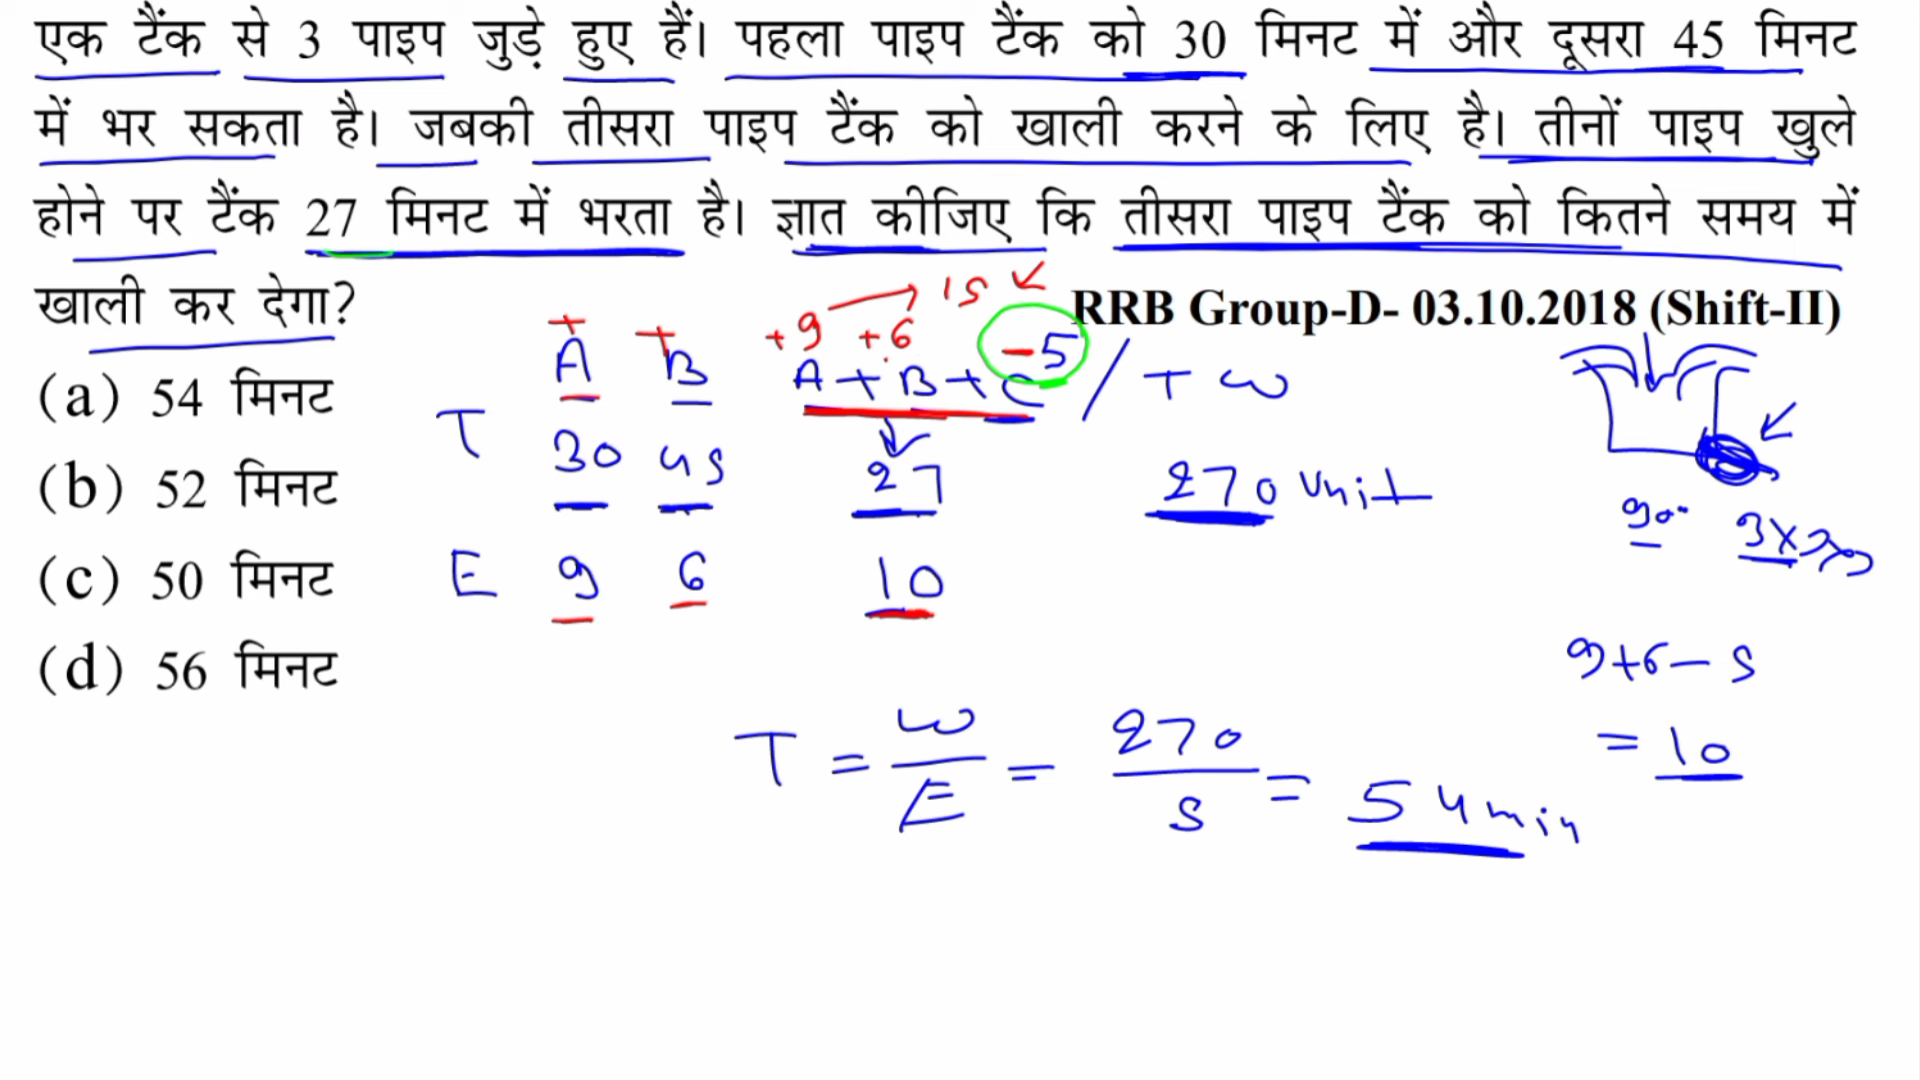 एक टैंक से 3 पाइप जुड़े हुए हैं। पहला पाइप टैंक को 30 मिनट में और दूसरा 45 मिनट
में भर सकता है। जबकी तीसरा पाइप टैंक को खाली करने के लिए है। तीनों पाइप खुले
होने पर टैंक 27 मिनट में भरता है। ज्ञात कीजिए कि तीसरा पाइप टैंक को कितने समय में
खाली कर देगा?
RRB Group-D- 03.10.2018 (Shift-II)
(a) 54 मिनट
(b) 52 मिनट
(c) 50 मिनट
(d) 56 मिनट
+ + +9 +6 15 -5
A B A + B + C / T W
T 30 45 27 270 Unit
90
E 9 6 10
9+6-5
= 10
T = W/E = 270/5 = 54 min